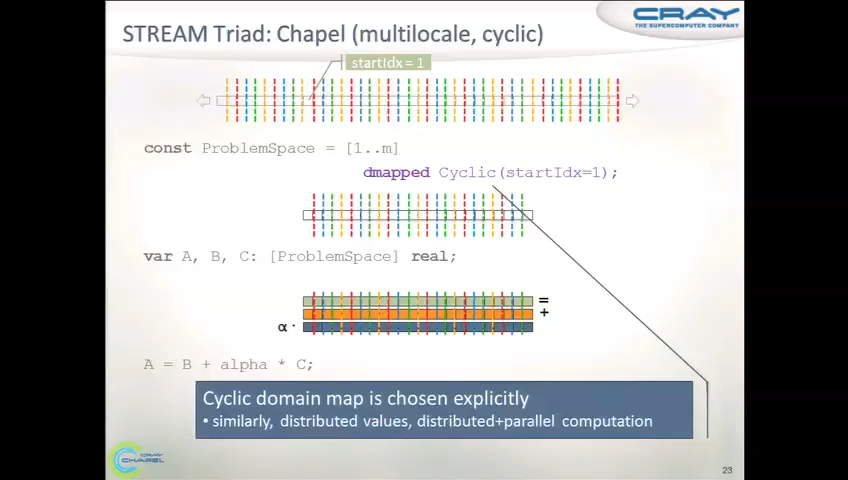 CRAY
THE SUPERCOMPUTER COMPANY
STREAM Triad: Chapel (multilocale, cyclic)
startIdx = 1
const ProblemSpace = [1..m]
dmapped Cyclic(startIdx=1);
var A, B, C: [ProblemSpace] real;
=
+
α ·
A = B + alpha * C;
Cyclic domain map is chosen explicitly
• similarly, distributed values, distributed+parallel computation
CRAY
CHAPEL
23